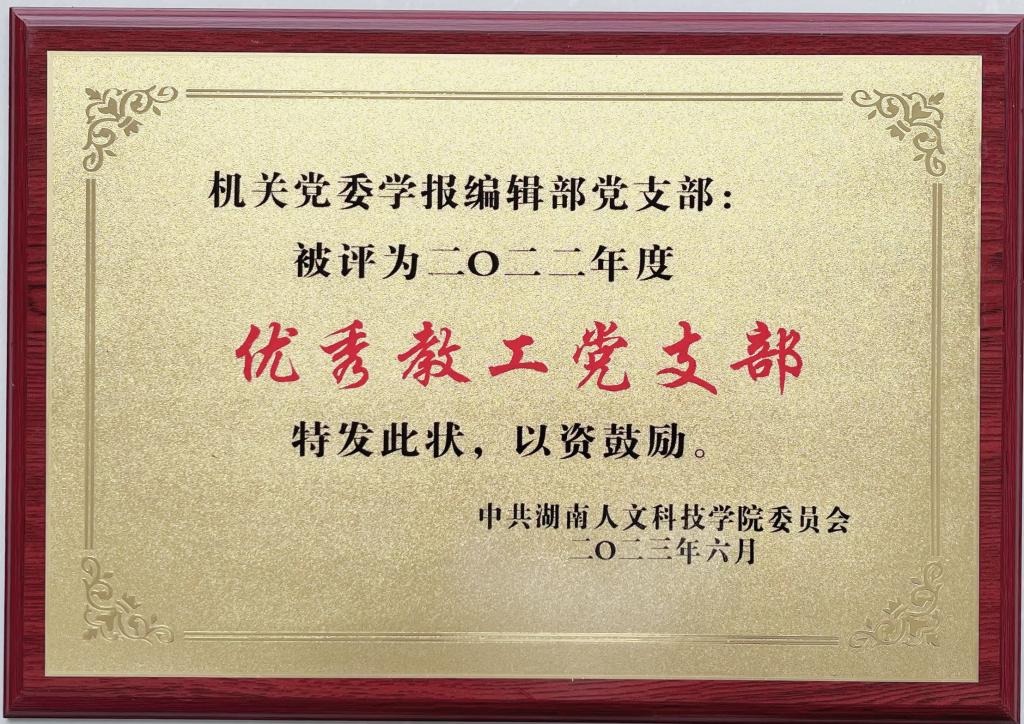 机关党委学报编辑部党支部：
被评为二〇二二年度
优秀教工党支部
特发此状，以资鼓励。
中共湖南人文科技学院委员会
二〇二三年六月